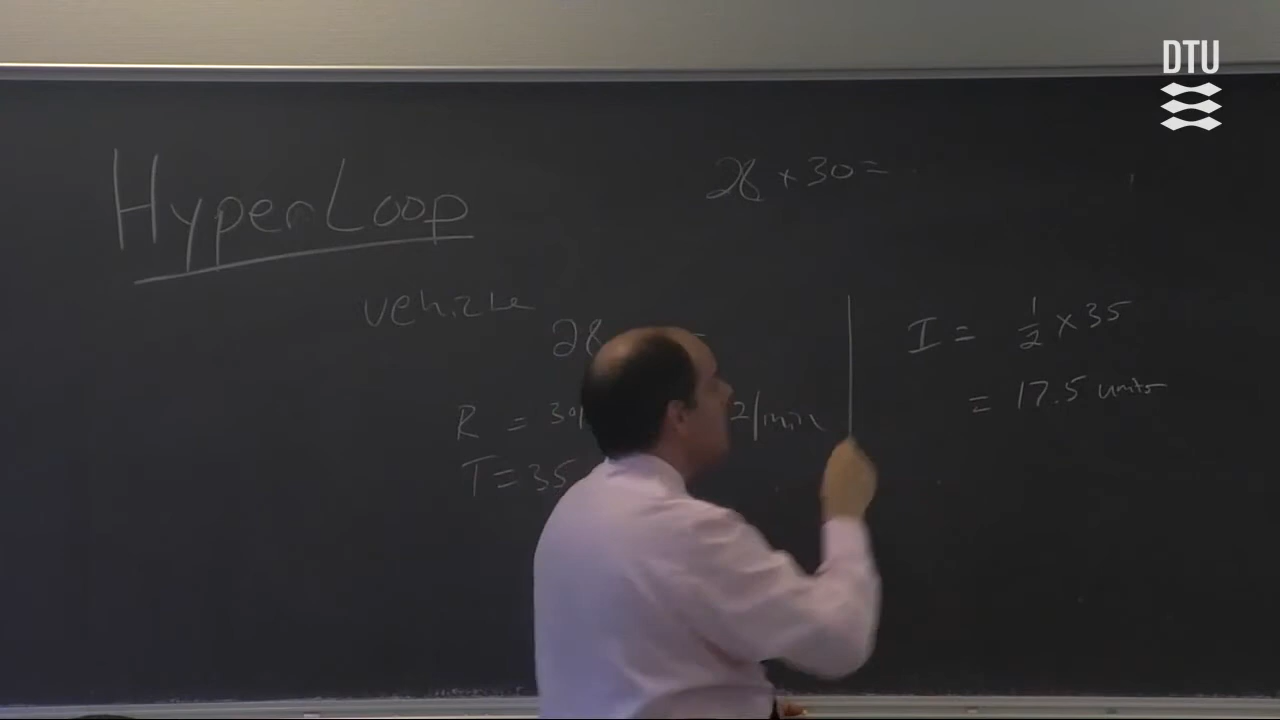 DTU
28 × 30 =
HyperLoop
vehicle
28
I = 1/2 × 35
= 17.5 units
R = 30 2/min
T = 35